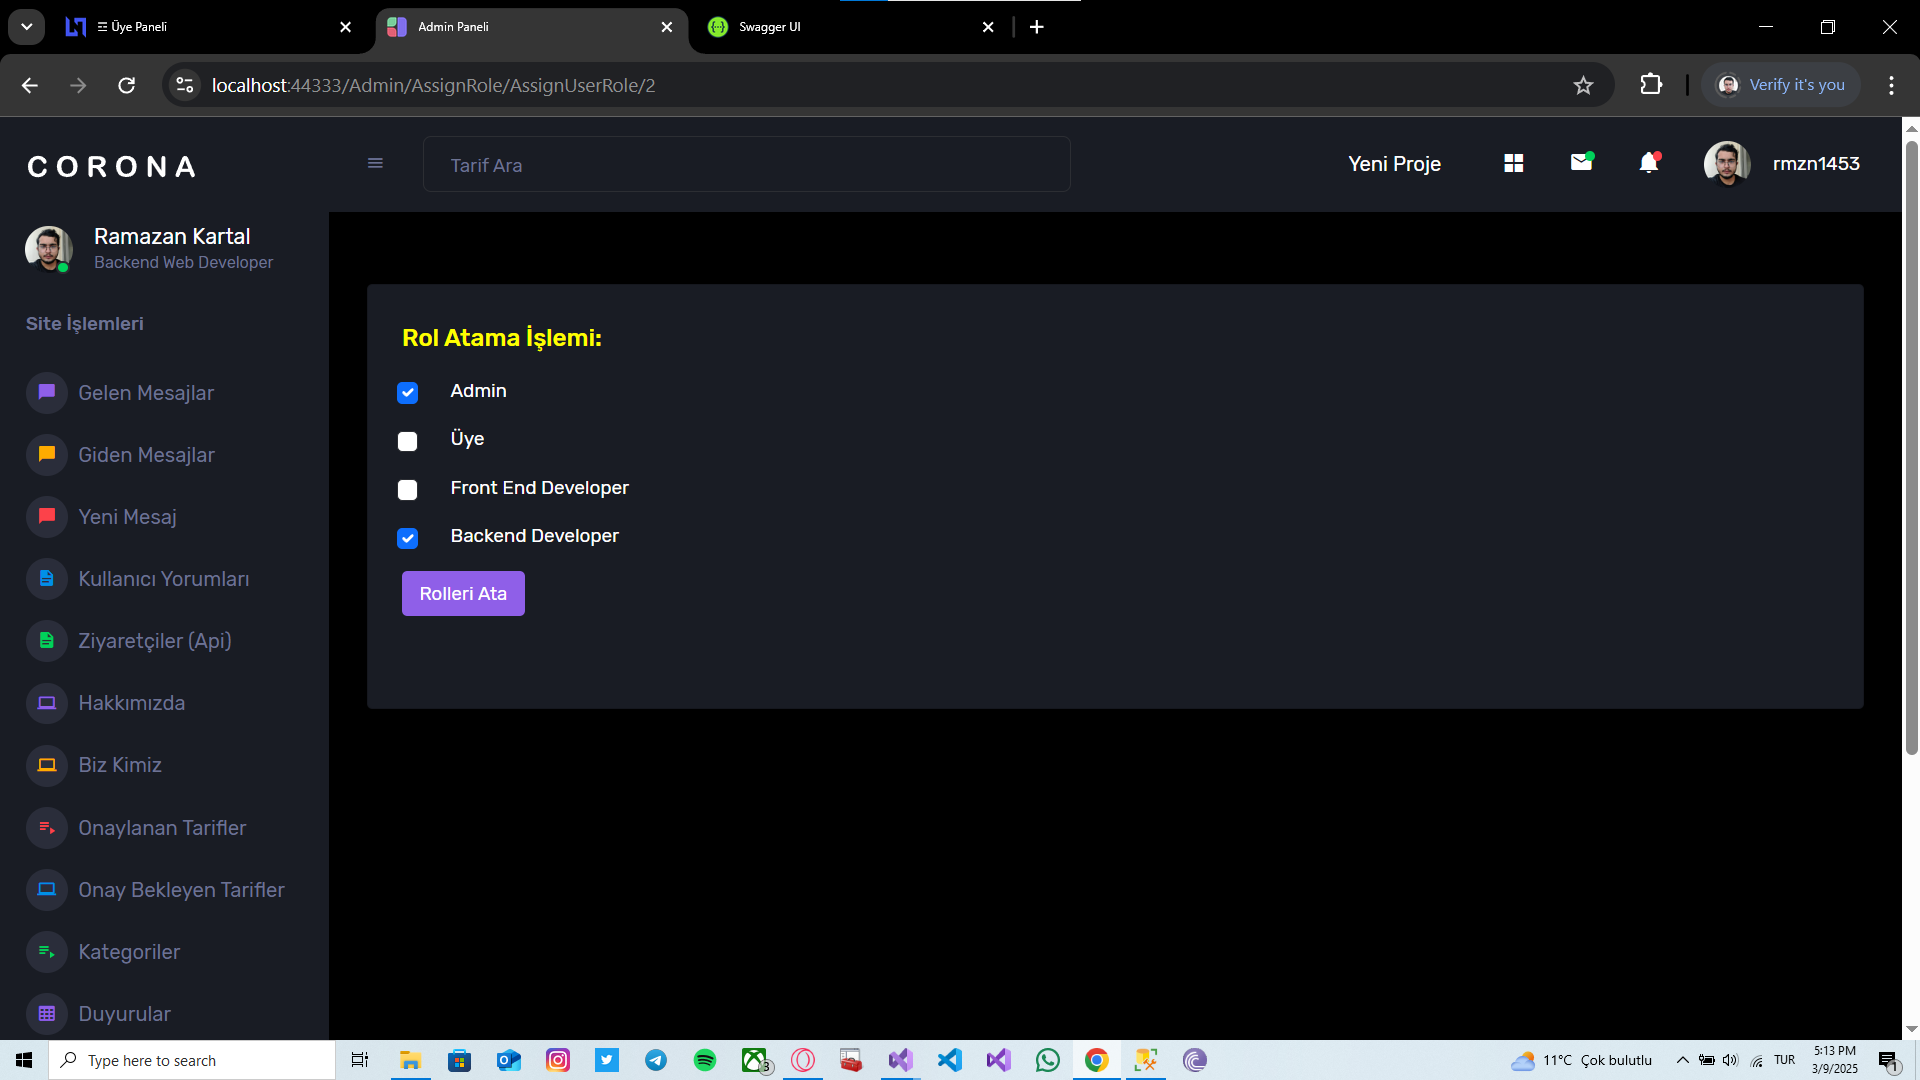 Üye Paneli
Admin Paneli
Swagger UI
localhost:44333/Admin/AssignRole/AssignUserRole/2
Verify it's you
CORONA
Tarif Ara
Yeni Proje
rmzn1453
Ramazan Kartal
Backend Web Developer
Site İşlemleri
Gelen Mesajlar
Giden Mesajlar
Yeni Mesaj
Kullanıcı Yorumları
Ziyaretçiler (Api)
Hakkımızda
Biz Kimiz
Onaylanan Tarifler
Onay Bekleyen Tarifler
Kategoriler
Duyurular
Rol Atama İşlemi:
Admin
Üye
Front End Developer
Backend Developer
Rolleri Ata
Type here to search
3
11°C Çok bulutlu
TUR
5:13 PM
3/9/2025
1